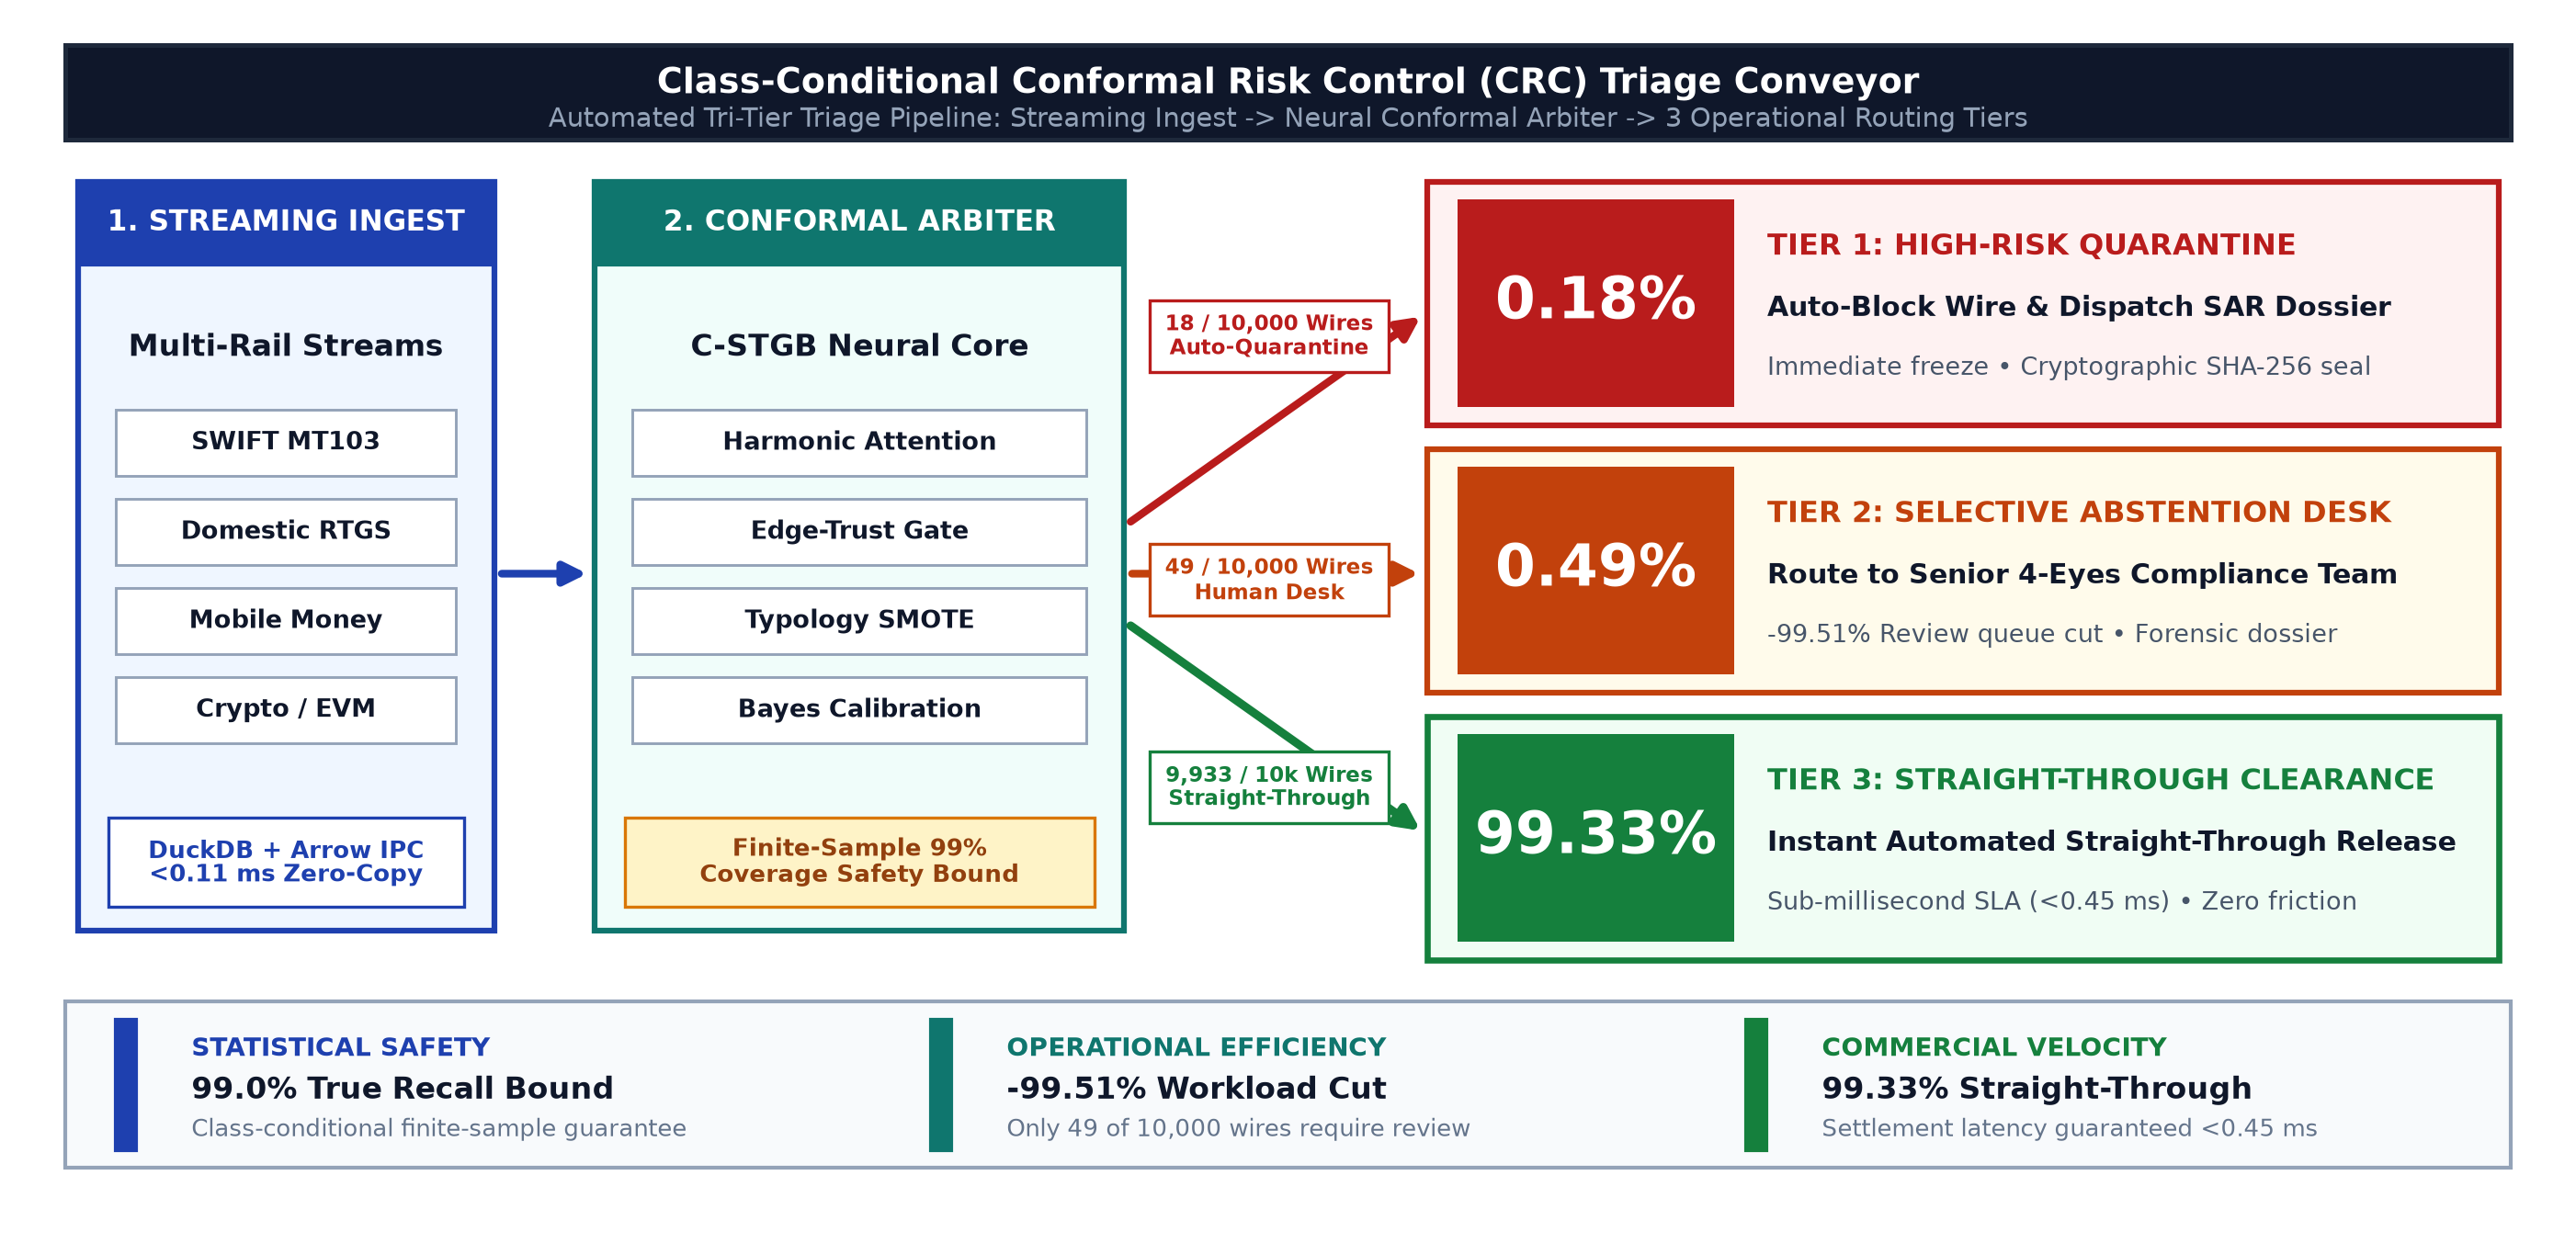 Class-Conditional Conformal Risk Control (CRC) Triage Conveyor
Automated Tri-Tier Triage Pipeline: Streaming Ingest -> Neural Conformal Arbiter -> 3 Operational Routing Tiers
1. STREAMING INGEST
Multi-Rail Streams
SWIFT MT103
Domestic RTGS
Mobile Money
Crypto / EVM
DuckDB + Arrow IPC
<0.11 ms Zero-Copy
2. CONFORMAL ARBITER
C-STGB Neural Core
Harmonic Attention
Edge-Trust Gate
Typology SMOTE
Bayes Calibration
Finite-Sample 99%
Coverage Safety Bound
18 / 10,000 Wires
Auto-Quarantine
49 / 10,000 Wires
Human Desk
9,933 / 10k Wires
Straight-Through
0.18%
TIER 1: HIGH-RISK QUARANTINE
Auto-Block Wire & Dispatch SAR Dossier
Immediate freeze • Cryptographic SHA-256 seal
0.49%
TIER 2: SELECTIVE ABSTENTION DESK
Route to Senior 4-Eyes Compliance Team
-99.51% Review queue cut • Forensic dossier
99.33%
TIER 3: STRAIGHT-THROUGH CLEARANCE
Instant Automated Straight-Through Release
Sub-millisecond SLA (<0.45 ms) • Zero friction
STATISTICAL SAFETY
99.0% True Recall Bound
Class-conditional finite-sample guarantee
OPERATIONAL EFFICIENCY
-99.51% Workload Cut
Only 49 of 10,000 wires require review
COMMERCIAL VELOCITY
99.33% Straight-Through
Settlement latency guaranteed <0.45 ms